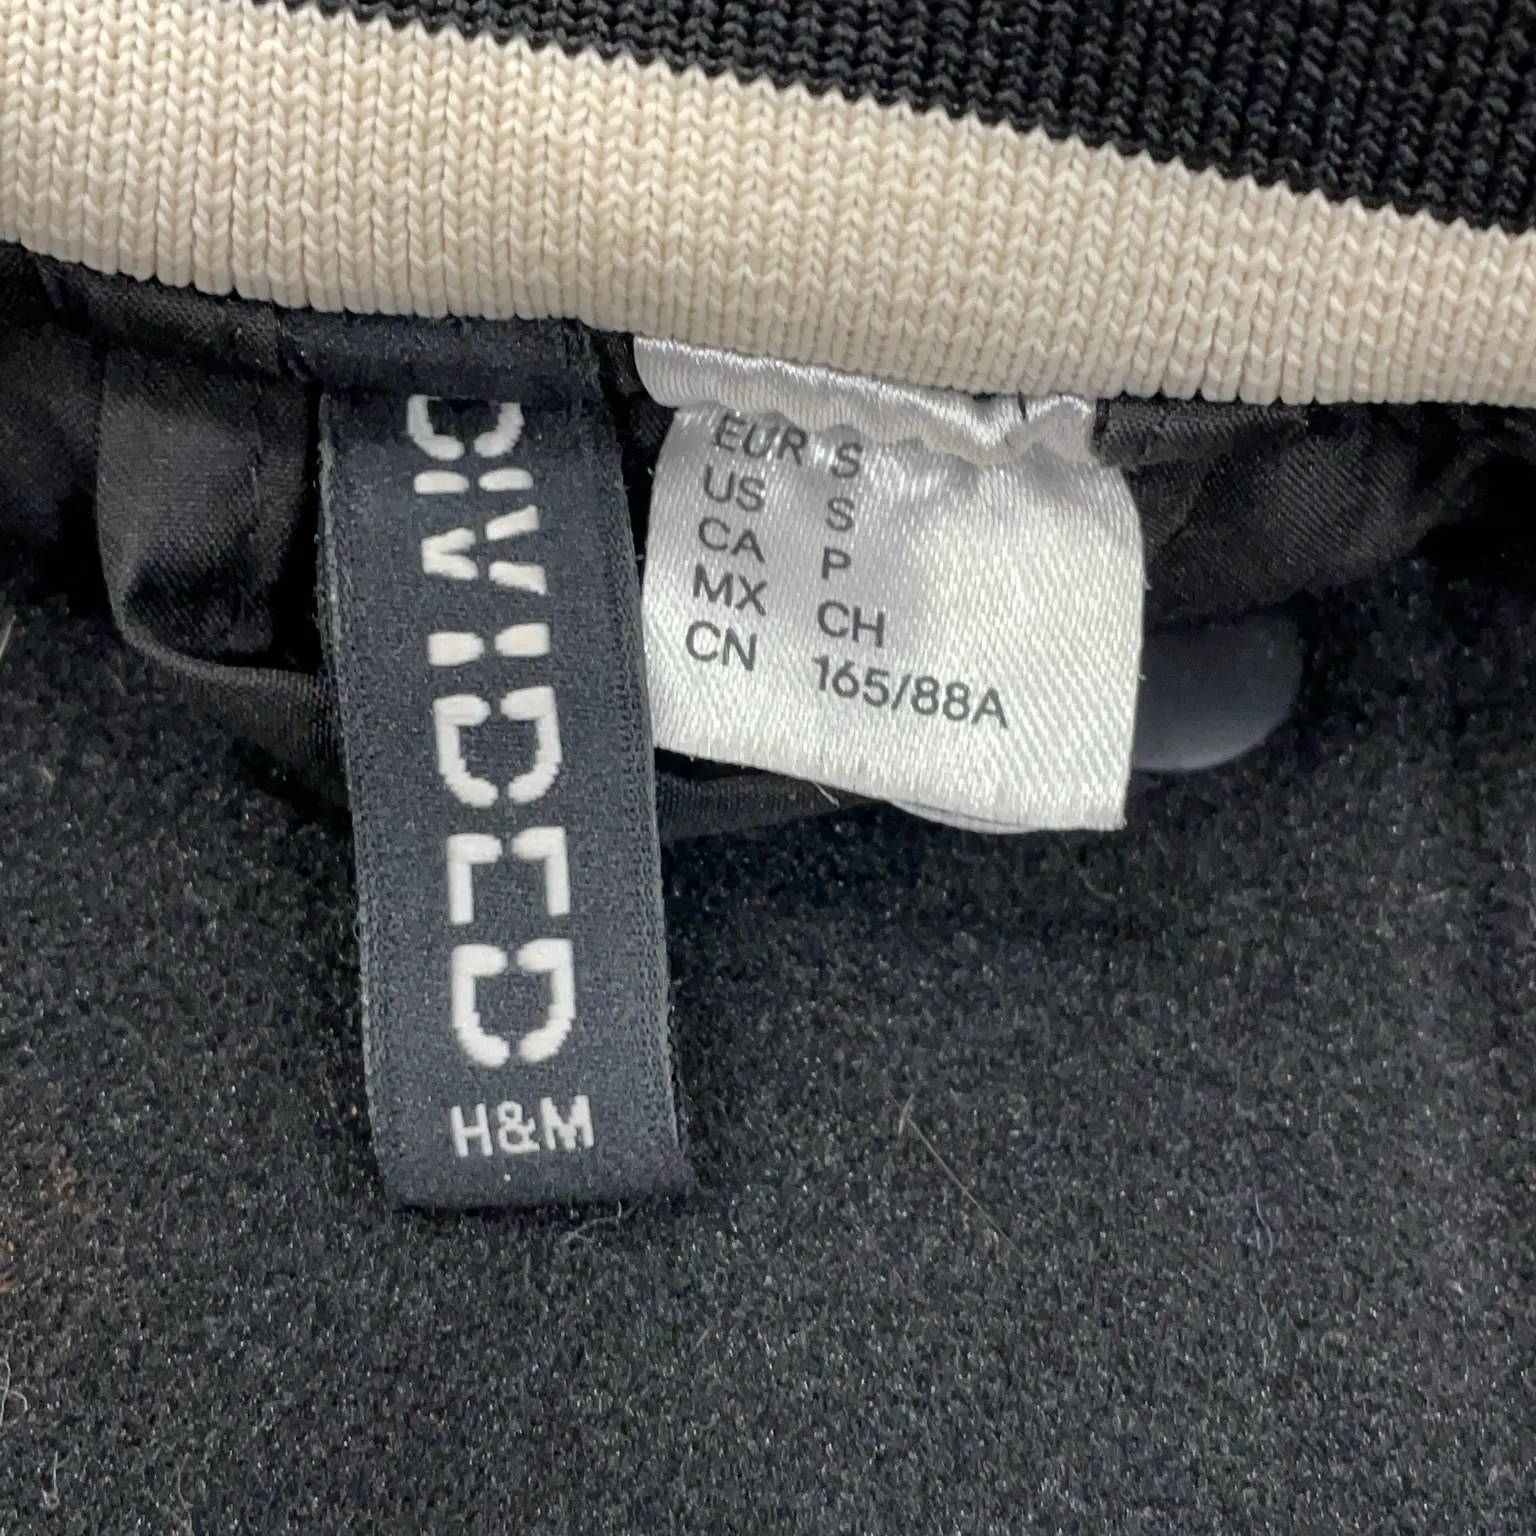 DIVIDED
H&M
EUR S
US S
CA P
MX CH
CN 165/88A